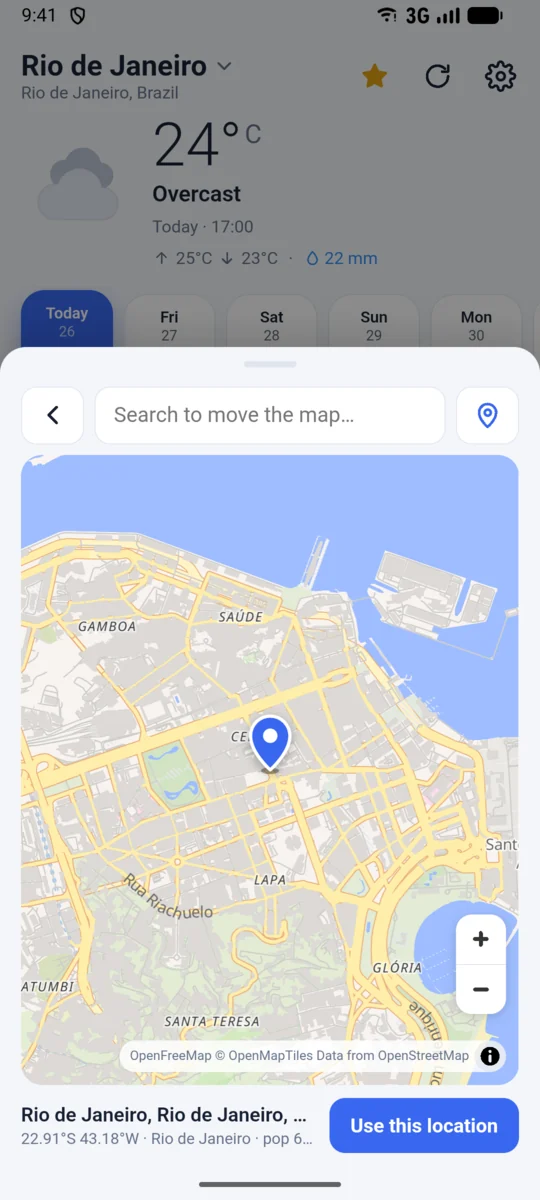 9:41 3G
Rio de Janeiro
Rio de Janeiro, Brazil
24° C
Overcast
Today · 17:00
↑ 25°C ↓ 23°C · 22 mm
Today Fri Sat Sun Mon
26 27 28 29 30
Search to move the map…
SAÚDE
GAMBOA
Sant
LAPA
Rua Riachuelo
GLÓRIA
ATUMBI
SANTA TERESA
OpenFreeMap © OpenMapTiles Data from OpenStreetMap
Rio de Janeiro, Rio de Janeiro, ...
22.91°S 43.18°W · Rio de Janeiro · pop 6...
Use this location